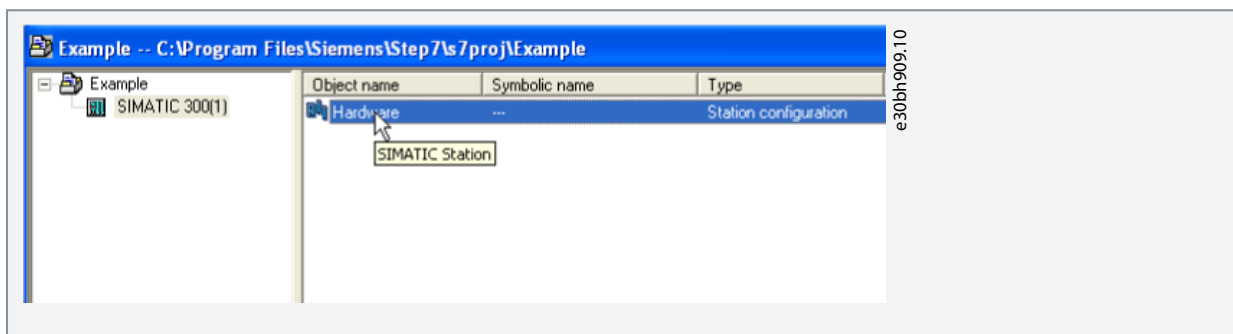 Example -- C:\Program Files\Siemens\Step7\s7proj\Example
Example
SIMATIC 300(1)
Object name Symbolic name Type
Hardware --- Station configuration
SIMATIC Station
e30bh909.10